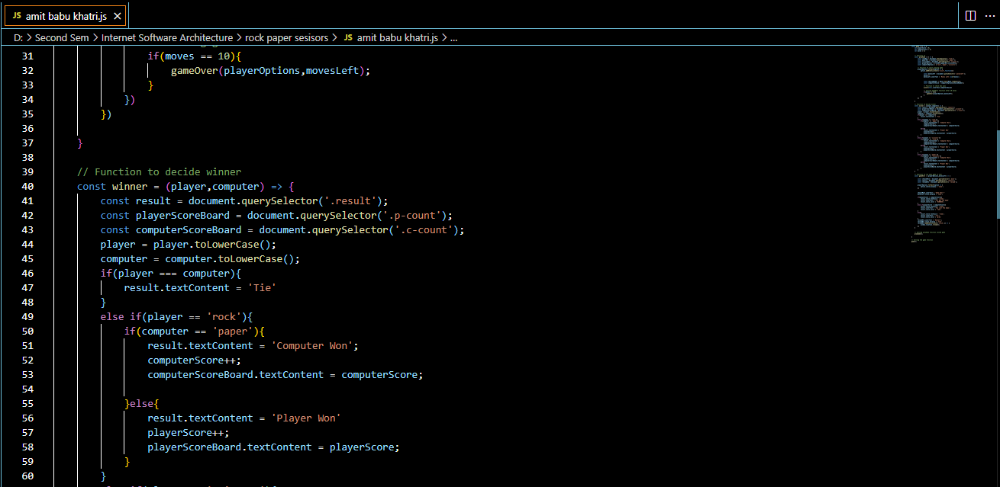 JS amit babu khatri.js ×
D: > Second Sem > Internet Software Architecture > rock paper sesisors > JS amit babu khatri.js > ...
31 if(moves == 10){
32 gameOver(playerOptions,movesLeft);
33 }
34 })
35 })
36
37 }
38
39 // Function to decide winner
40 const winner = (player,computer) => {
41 const result = document.querySelector('.result');
42 const playerScoreBoard = document.querySelector('.p-count');
43 const computerScoreBoard = document.querySelector('.c-count');
44 player = player.toLowerCase();
45 computer = computer.toLowerCase();
46 if(player === computer){
47 result.textContent = 'Tie'
48 }
49 else if(player == 'rock'){
50 if(computer == 'paper'){
51 result.textContent = 'Computer Won';
52 computerScore++;
53 computerScoreBoard.textContent = computerScore;
54
55 }else{
56 result.textContent = 'Player Won'
57 playerScore++;
58 playerScoreBoard.textContent = playerScore;
59 }
60 }